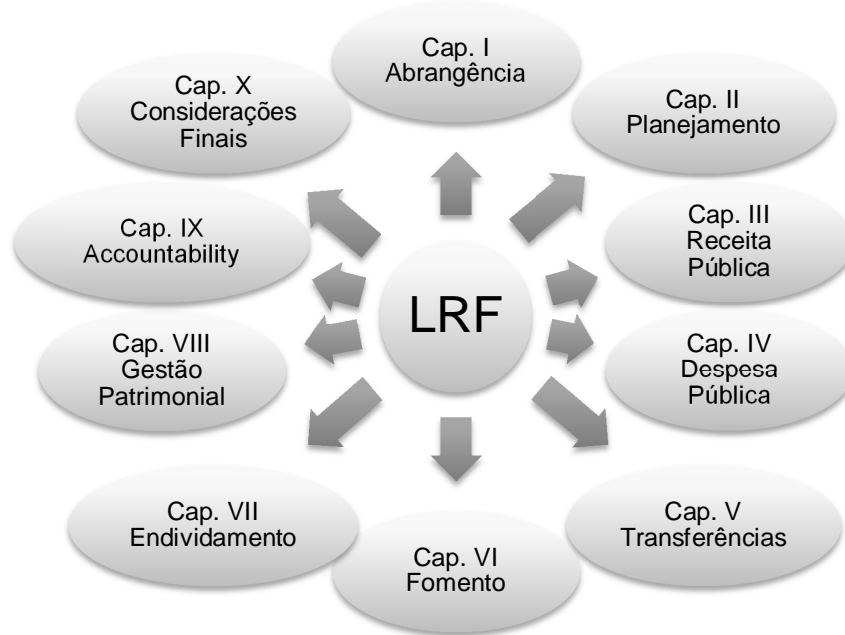 Cap. I
Abrangência
Cap. II
Planejamento
Cap. III
Receita
Pública
Cap. IV
Despesa
Pública
Cap. V
Transferências
Cap. VI
Fomento
Cap. VII
Endividamento
Cap. VIII
Gestão
Patrimonial
Cap. IX
Accountability
Cap. X
Considerações
Finais
LRF